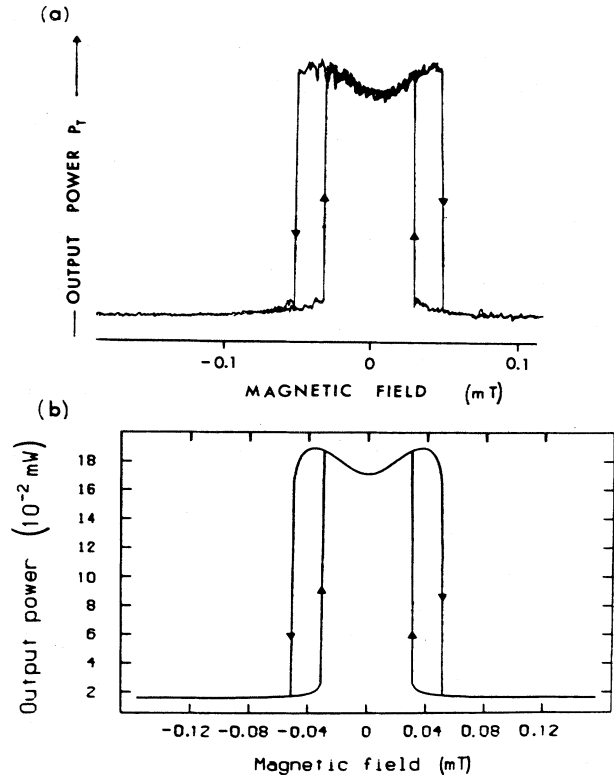 (a)
OUTPUT POWER P_T
-0.1 0 0.1
MAGNETIC FIELD (mT)
(b)
Output power (10^-2 mW)
18
16
14
12
10
8
6
4
2
-0.12 -0.08 -0.04 0 0.04 0.08 0.12
Magnetic field (mT)